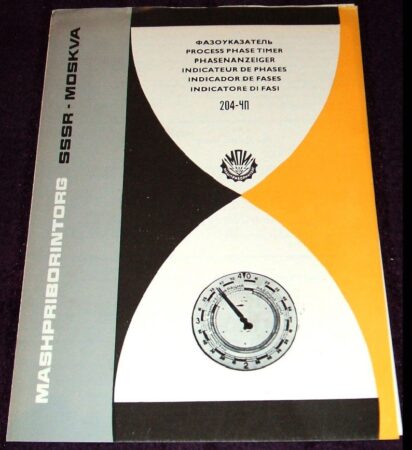 MASHPRIBORINTORG SSSR - MOSKVA
ФАЗОУКАЗАТЕЛЬ
PROCESS PHASE TIMER
PHASENANZEIGER
INDICATEUR DE PHASES
INDICADOR DE FASES
INDICATORE DI FASI
204-ЧП
МПИ